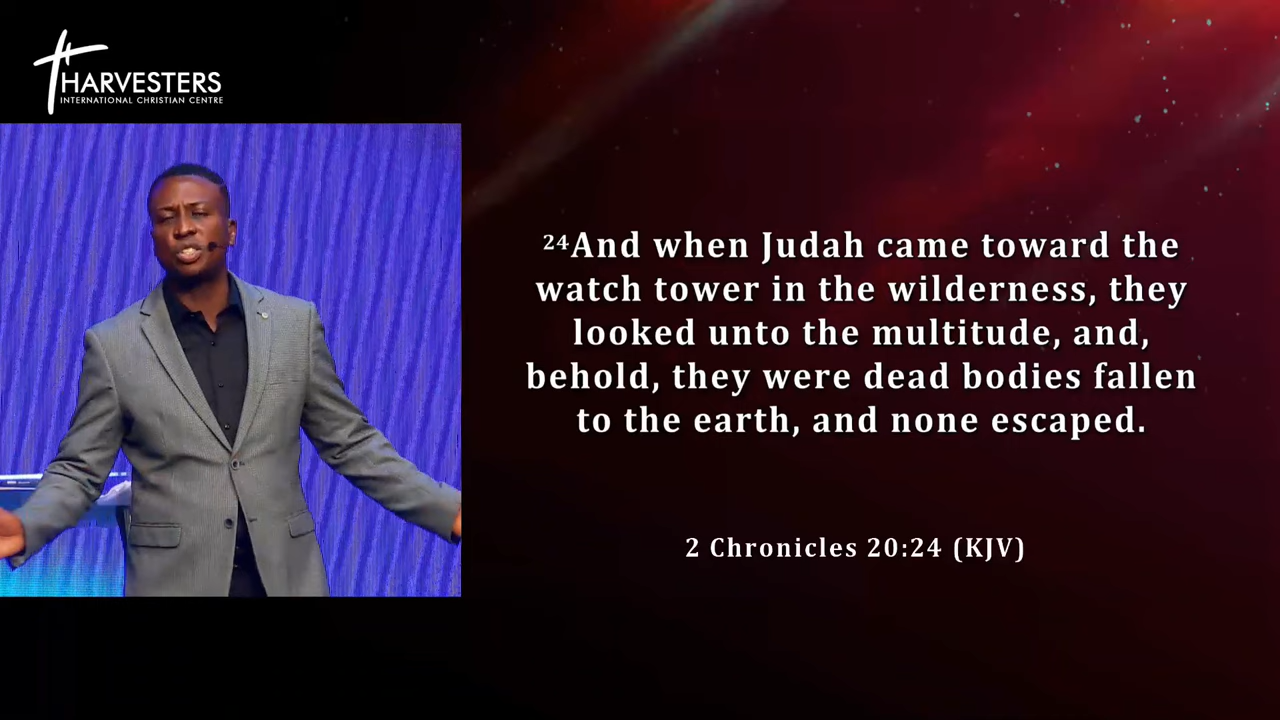 HARVESTERS
INTERNATIONAL CHRISTIAN CENTRE
24And when Judah came toward the
watch tower in the wilderness, they
looked unto the multitude, and,
behold, they were dead bodies fallen
to the earth, and none escaped.
2 Chronicles 20:24 (KJV)